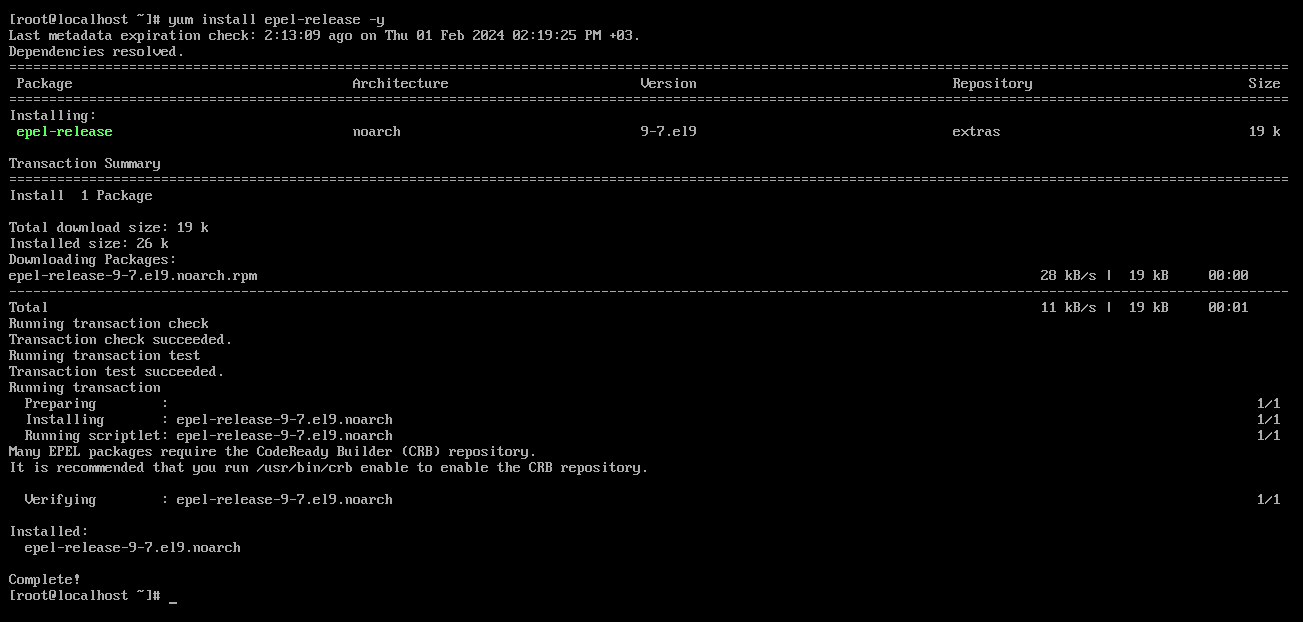 [root@localhost ~]# yum install epel-release -y
Last metadata expiration check: 2:13:09 ago on Thu 01 Feb 2024 02:19:25 PM +03.
Dependencies resolved.
================================================================================
Package Architecture Version Repository Size
================================================================================
Installing:
epel-release noarch 9-7.el9 extras 19 k
Transaction Summary
================================================================================
Install  1 Package
Total download size: 19 k
Installed size: 26 k
Downloading Packages:
epel-release-9-7.el9.noarch.rpm 28 kB/s |  19 kB     00:00
--------------------------------------------------------------------------------
Total 11 kB/s |  19 kB     00:01
Running transaction check
Transaction check succeeded.
Running transaction test
Transaction test succeeded.
Running transaction
Preparing        : 1/1
Installing       : epel-release-9-7.el9.noarch 1/1
Running scriptlet: epel-release-9-7.el9.noarch 1/1
Many EPEL packages require the CodeReady Builder (CRB) repository.
It is recommended that you run /usr/bin/crb enable to enable the CRB repository.
Verifying        : epel-release-9-7.el9.noarch 1/1
Installed:
epel-release-9-7.el9.noarch
Complete!
[root@localhost ~]# _